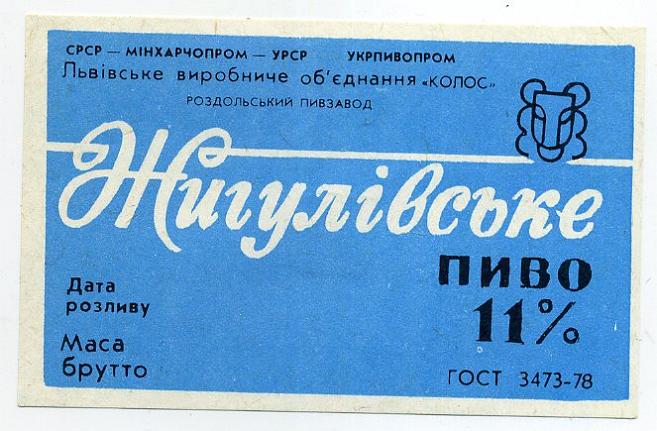 СРСР — МІНХАРЧОПРОМ — УРСР УКРПИВОПРОМ
Львівське виробниче об'єднання «КОЛОС»
РОЗДОЛЬСЬКИЙ ПИВЗАВОД
Жигулівське
ПИВО
11%
Дата
розливу
Маса
брутто
ГОСТ 3473-78